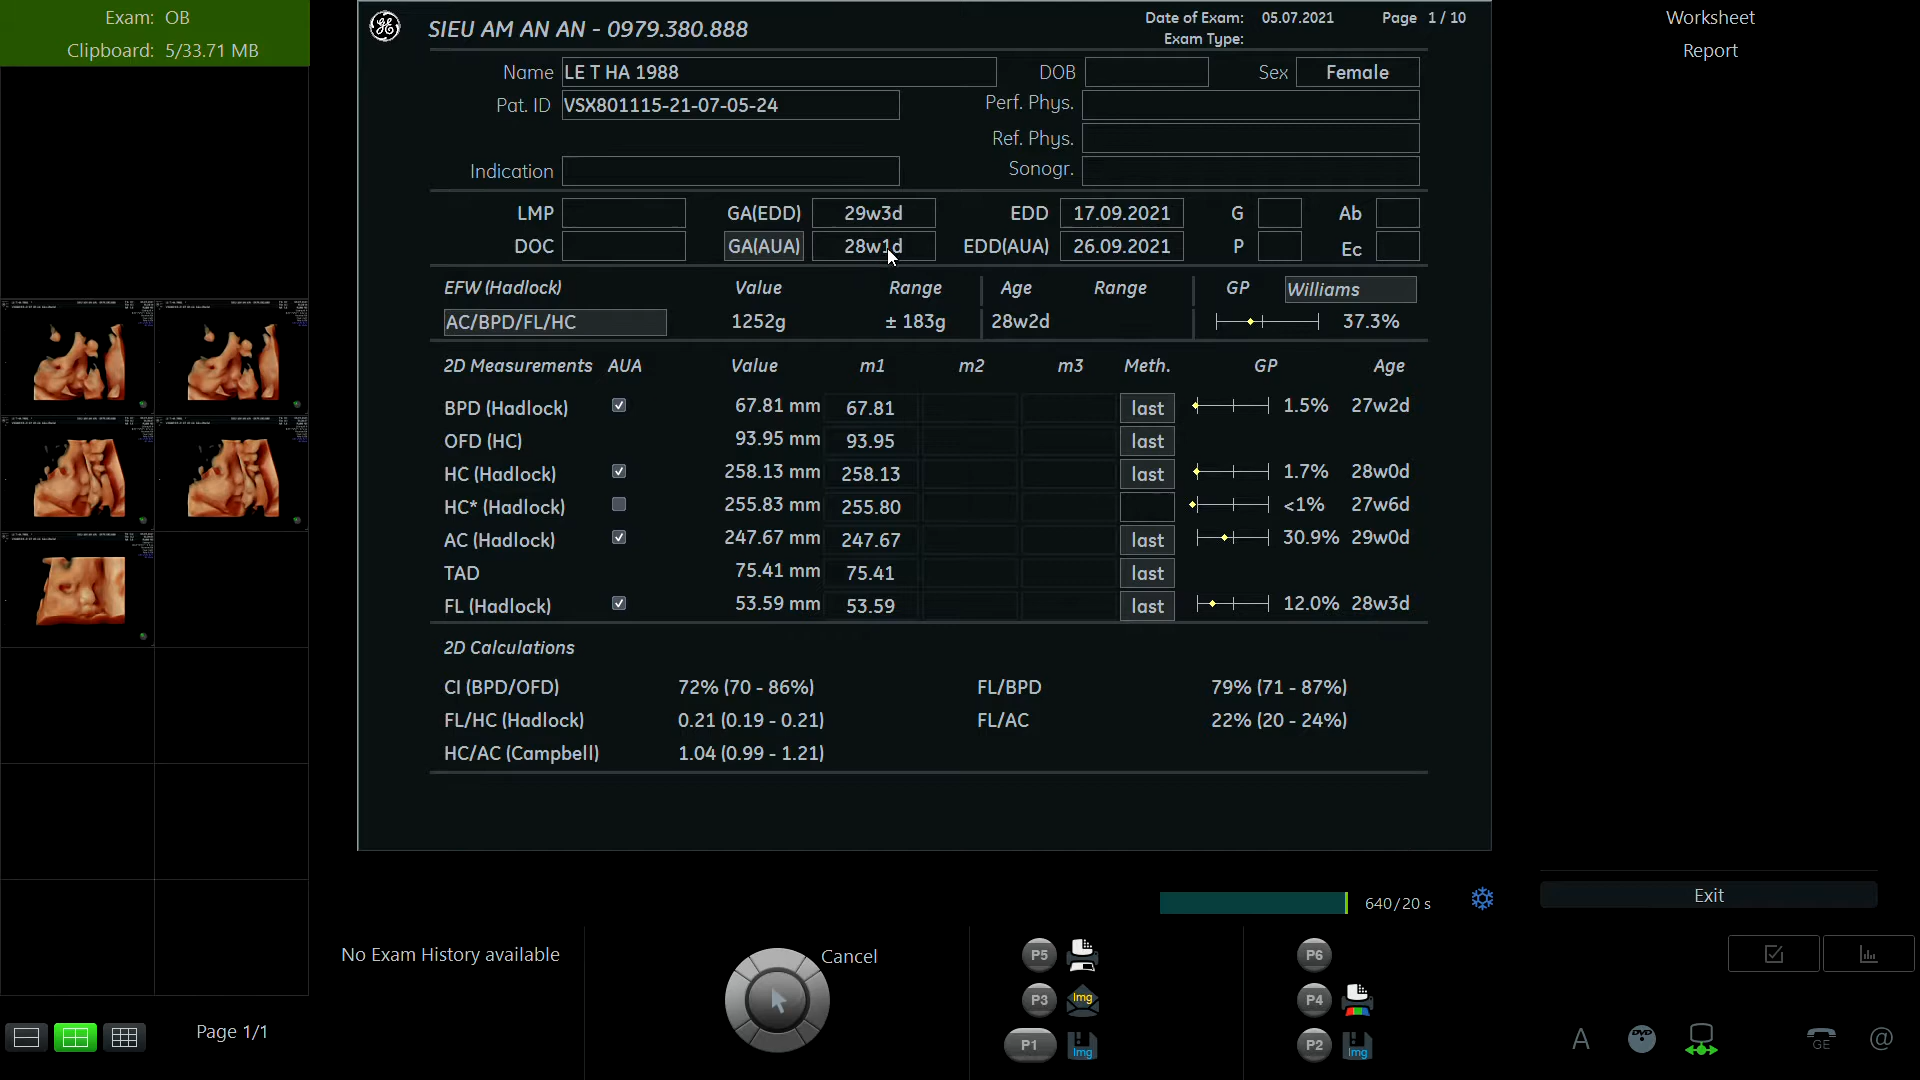 Exam: OB
Clipboard: 5/33.71 MB
SIEU AM AN AN - 0979.380.888
Date of Exam: 05.07.2021 Page 1 / 10
Exam Type:
Worksheet
Report
Name LE T HA 1988 DOB Sex Female
Pat. ID VSX801115-21-07-05-24 Perf. Phys.
Ref. Phys.
Indication Sonogr.
LMP GA(EDD) 29w3d EDD 17.09.2021 G Ab
DOC GA(AUA) 28w1d EDD(AUA) 26.09.2021 P Ec
EFW (Hadlock) Value Range Age Range GP Williams
AC/BPD/FL/HC 1252g ± 183g 28w2d 37.3%
2D Measurements AUA Value m1 m2 m3 Meth. GP Age
BPD (Hadlock) 67.81 mm 67.81 last 1.5% 27w2d
OFD (HC) 93.95 mm 93.95 last
HC (Hadlock) 258.13 mm 258.13 last 1.7% 28w0d
HC* (Hadlock) 255.83 mm 255.80 <1% 27w6d
AC (Hadlock) 247.67 mm 247.67 last 30.9% 29w0d
TAD 75.41 mm 75.41 last
FL (Hadlock) 53.59 mm 53.59 last 12.0% 28w3d
2D Calculations
CI (BPD/OFD) 72% (70 - 86%) FL/BPD 79% (71 - 87%)
FL/HC (Hadlock) 0.21 (0.19 - 0.21) FL/AC 22% (20 - 24%)
HC/AC (Campbell) 1.04 (0.99 - 1.21)
640/20 s
Exit
No Exam History available
Cancel
P5 P6
P3 Img P4
P1 Img P2 Img
Page 1/1
A DVD GE @